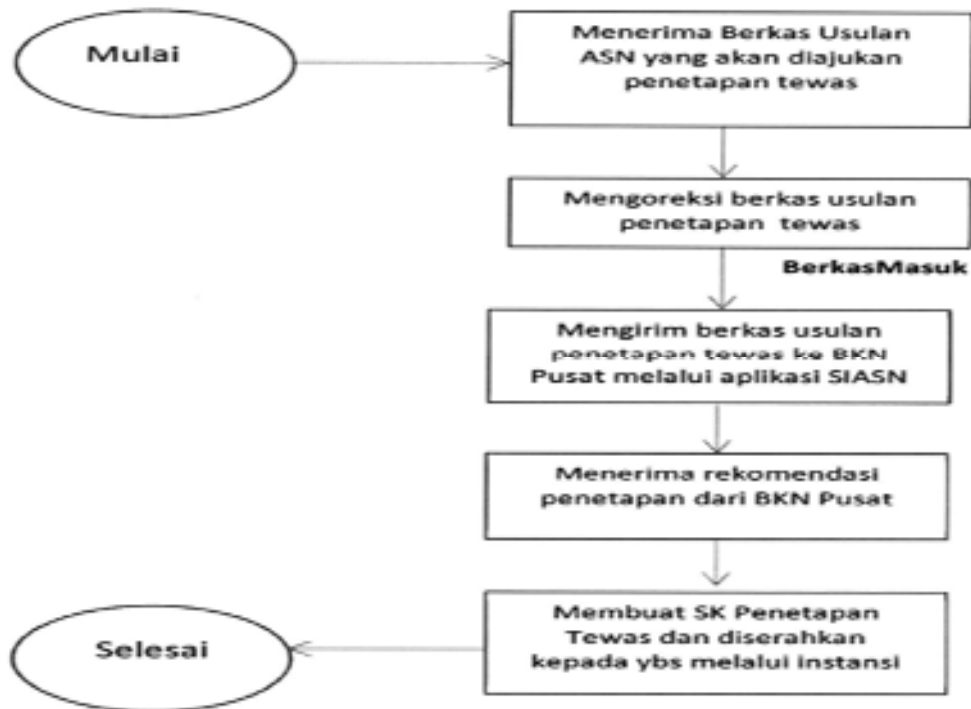 Mulai
Menerima Berkas Usulan
ASN yang akan diajukan
penetapan tewas
Mengoreksi berkas usulan
penetapan tewas
BerkasMasuk
Mengirim berkas usulan
penetapan tewas ke BKN
Pusat melalui aplikasi SIASN
Menerima rekomendasi
penetapan dari BKN Pusat
Membuat SK Penetapan
Tewas dan diserahkan
kepada ybs melalui instansi
Selesai